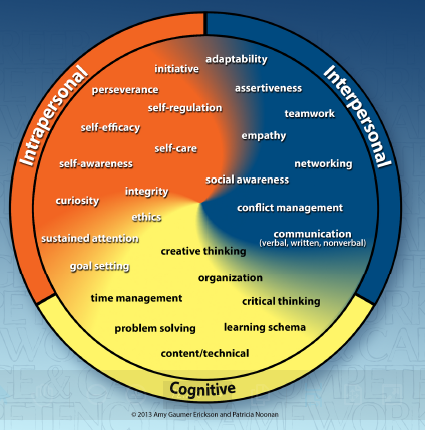 Intrapersonal
Interpersonal
adaptability
initiative
perseverance
assertiveness
self-regulation
teamwork
self-efficacy
empathy
self-care
self-awareness
networking
social awareness
integrity
curiosity
conflict management
ethics
communication
(verbal, written, nonverbal)
sustained attention
creative thinking
goal setting
organization
time management
critical thinking
problem solving
learning schema
content/technical
Cognitive
© 2013 Amy Gaumer Erickson and Patricia Noonan